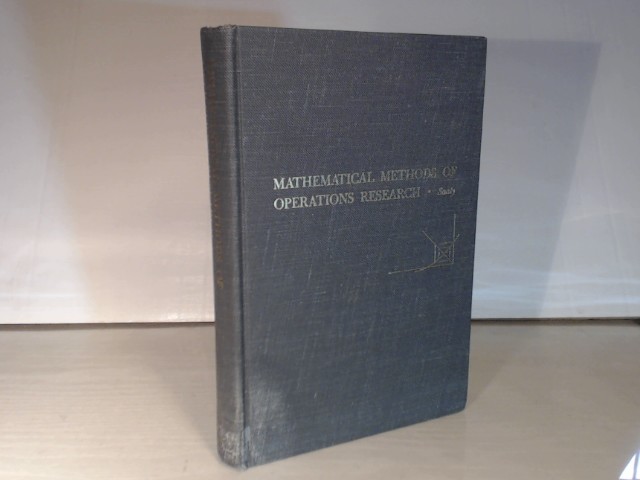 MATHEMATICAL METHODS OF
OPERATIONS RESEARCH • Saaty